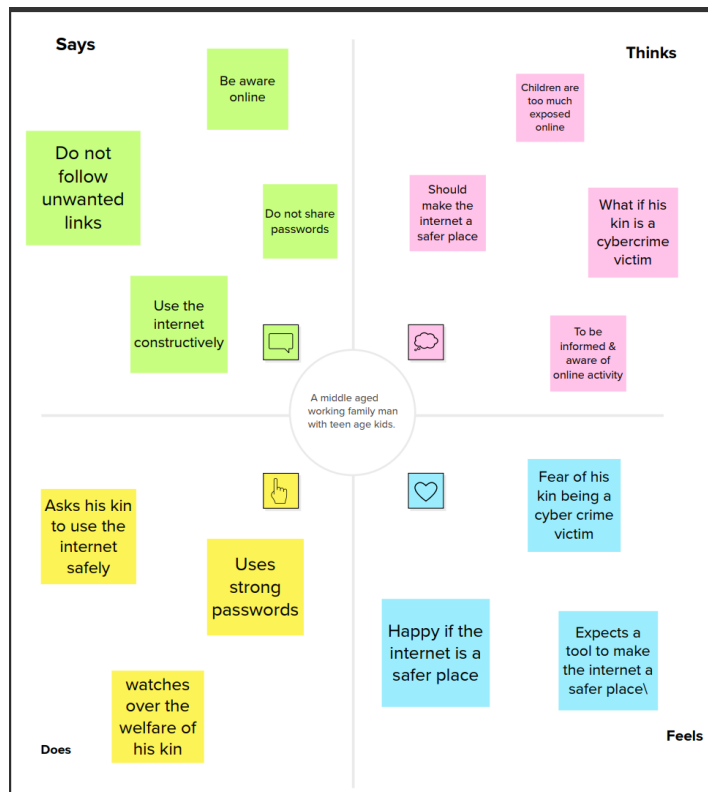 Says
Be aware
online
Do not
follow
unwanted
links
Do not share
passwords
Use the
internet
constructively
Thinks
Children are
too much
exposed
online
Should
make the
internet a
safer place
What if his
kin is a
cybercrime
victim
To be
informed &
aware of
online activity
A middle aged
working family man
with teen age kids.
Asks his kin
to use the
internet
safely
Uses
strong
passwords
watches
over the
welfare of
his kin
Does
Fear of his
kin being a
cyber crime
victim
Happy if the
internet is a
safer place
Expects a
tool to make
the internet a
safer place\
Feels